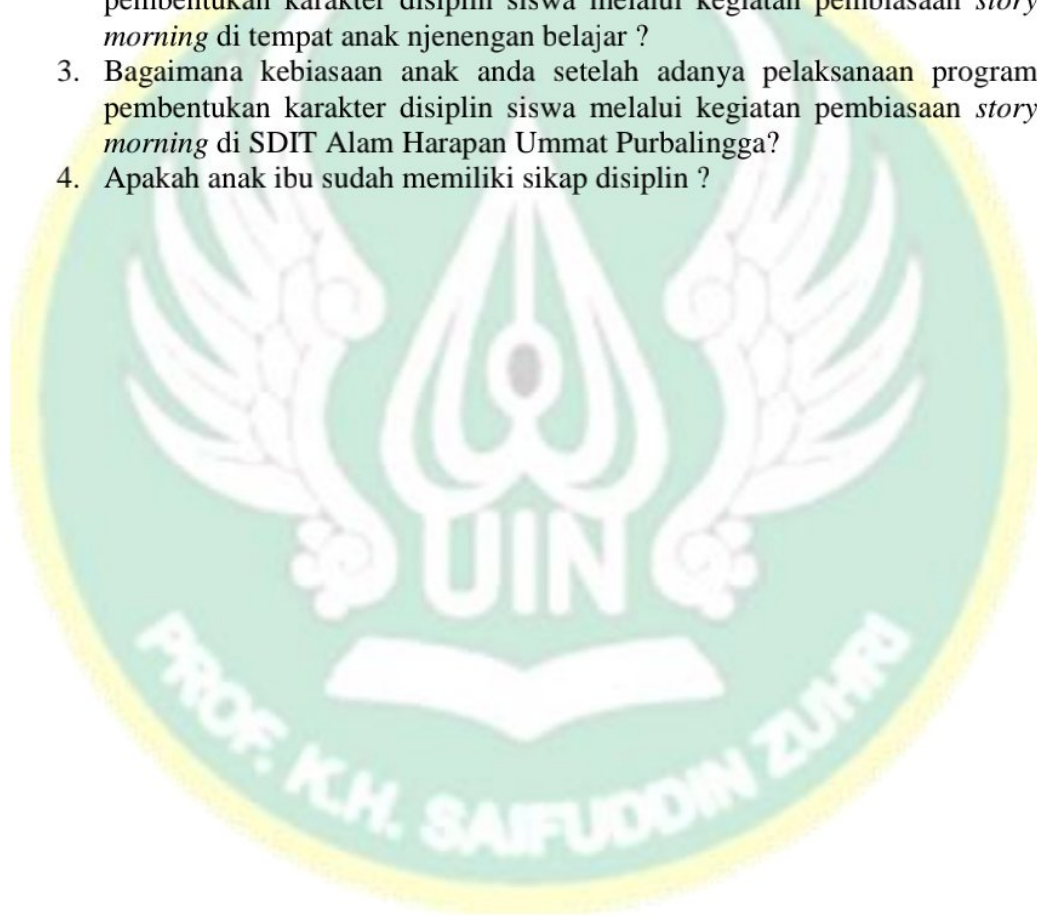 pembentukan karakter disiplin siswa melalui kegiatan pembiasaan story
morning di tempat anak njenengan belajar ?
3. Bagaimana kebiasaan anak anda setelah adanya pelaksanaan program
pembentukan karakter disiplin siswa melalui kegiatan pembiasaan story
morning di SDIT Alam Harapan Ummat Purbalingga?
4. Apakah anak ibu sudah memiliki sikap disiplin ?
UIN
PROF. K.H. SAIFUDDIN ZUHRI